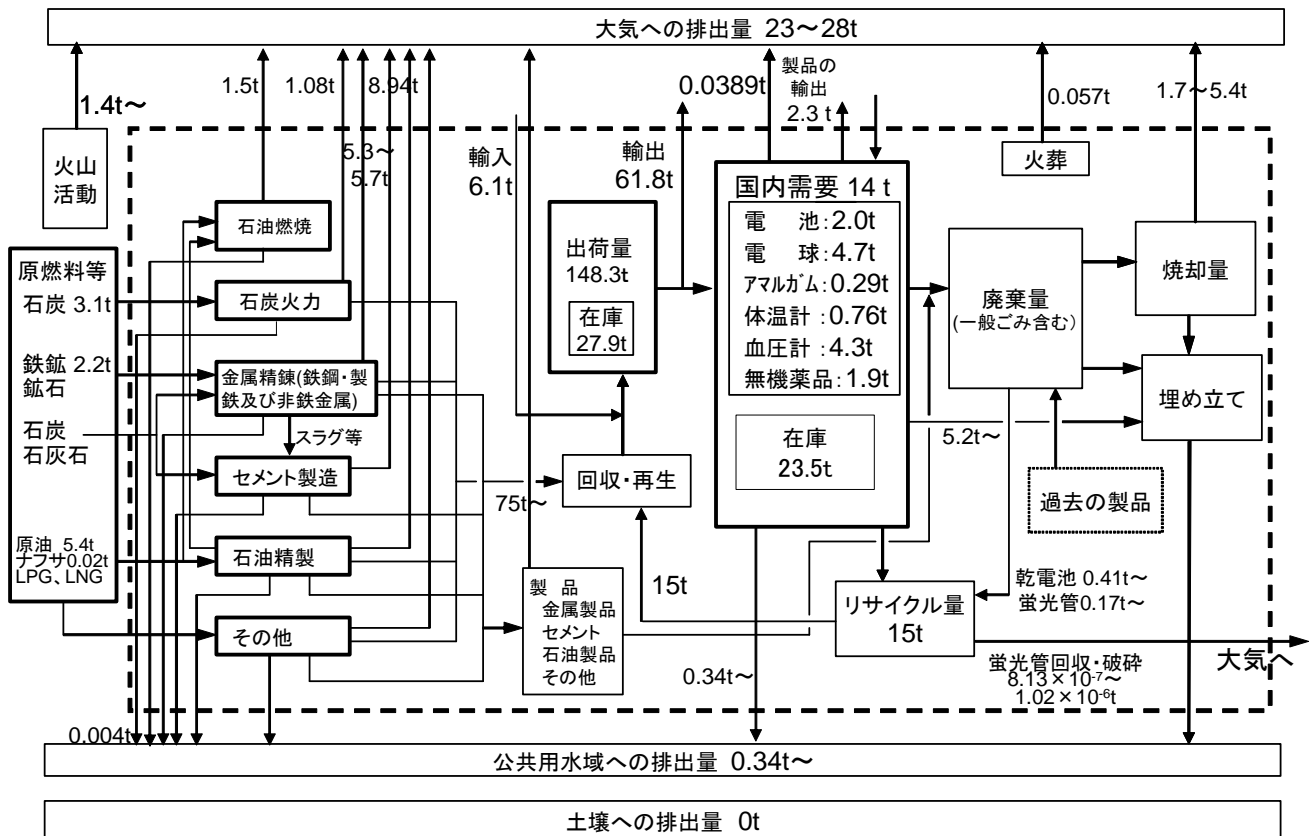 大気への排出量 23～28t
1.4t～
1.5t
1.08t
8.94t
5.3～
5.7t
0.0389t
製品の
輸出
2.3 t
0.057t
1.7～5.4t
火山
活動
輸入
6.1t
輸出
61.8t
火葬
原燃料等
石炭 3.1t
鉄鉱 2.2t
鉱石
石炭
石灰石
原油 5.4t
ナフサ0.02t
LPG、LNG
石油燃焼
石炭火力
金属精錬(鉄鋼・製
鉄及び非鉄金属)
スラグ等
セメント製造
石油精製
その他
出荷量
148.3t
在庫
27.9t
75t～
回収・再生
15t
製 品
金属製品
セメント
石油製品
その他
国内需要 14 t
電 池：2.0t
電 球：4.7t
アマルガム：0.29t
体温計：0.76t
血圧計：4.3t
無機薬品：1.9t
在庫
23.5t
廃棄量
(一般ごみ含む)
焼却量
埋め立て
5.2t～
過去の製品
リサイクル量
15t
乾電池 0.41t～
蛍光管0.17t～
大気へ
蛍光管回収・破砕
8.13×10⁻⁷～
1.02×10⁻⁶t
0.34t～
0.004t
公共用水域への排出量 0.34t～
土壌への排出量 0t